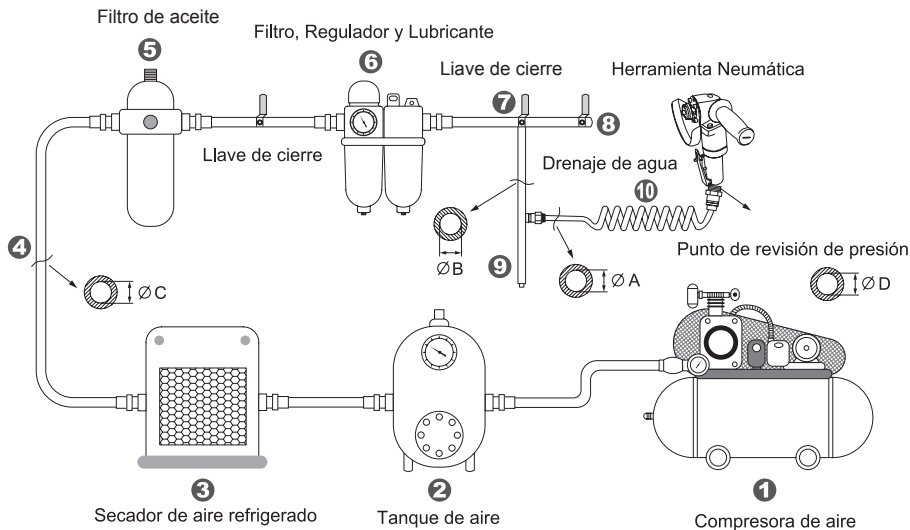 Filtro de aceite
5
Filtro, Regulador y Lubricante
6
Liave de cierre
7
8
Herramienta Neumática
Llave de cierre
Drenaje de agua
10
4
ØC
ØB
9
ØA
Punto de revisión de presión
ØD
3
Secador de aire refrigerado
2
Tanque de aire
1
Compresora de aire